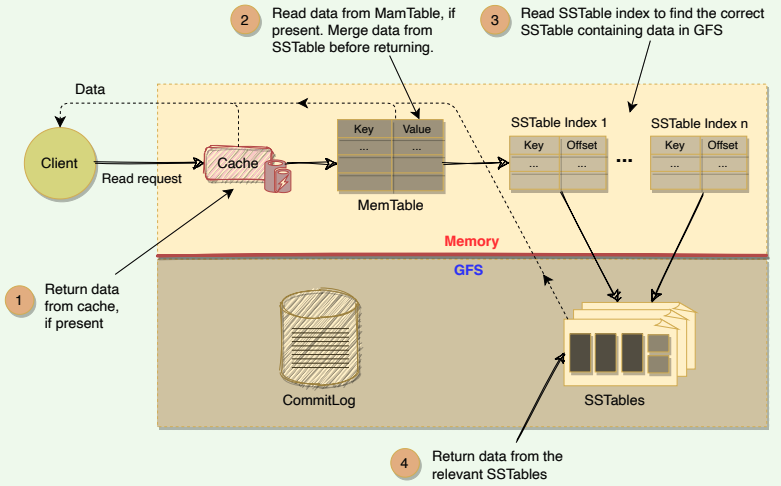 2
Read data from MamTable, if
present. Merge data from
SSTable before returning.
3
Read SSTable index to find the correct
SSTable containing data in GFS
Data
Client
Read request
Cache
Key Value
... ...
MemTable
SSTable Index 1
Key Offset
... ...
...
SSTable Index n
Key Offset
... ...
Memory
GFS
1
Return data
from cache,
if present
CommitLog
SSTables
4
Return data from the
relevant SSTables